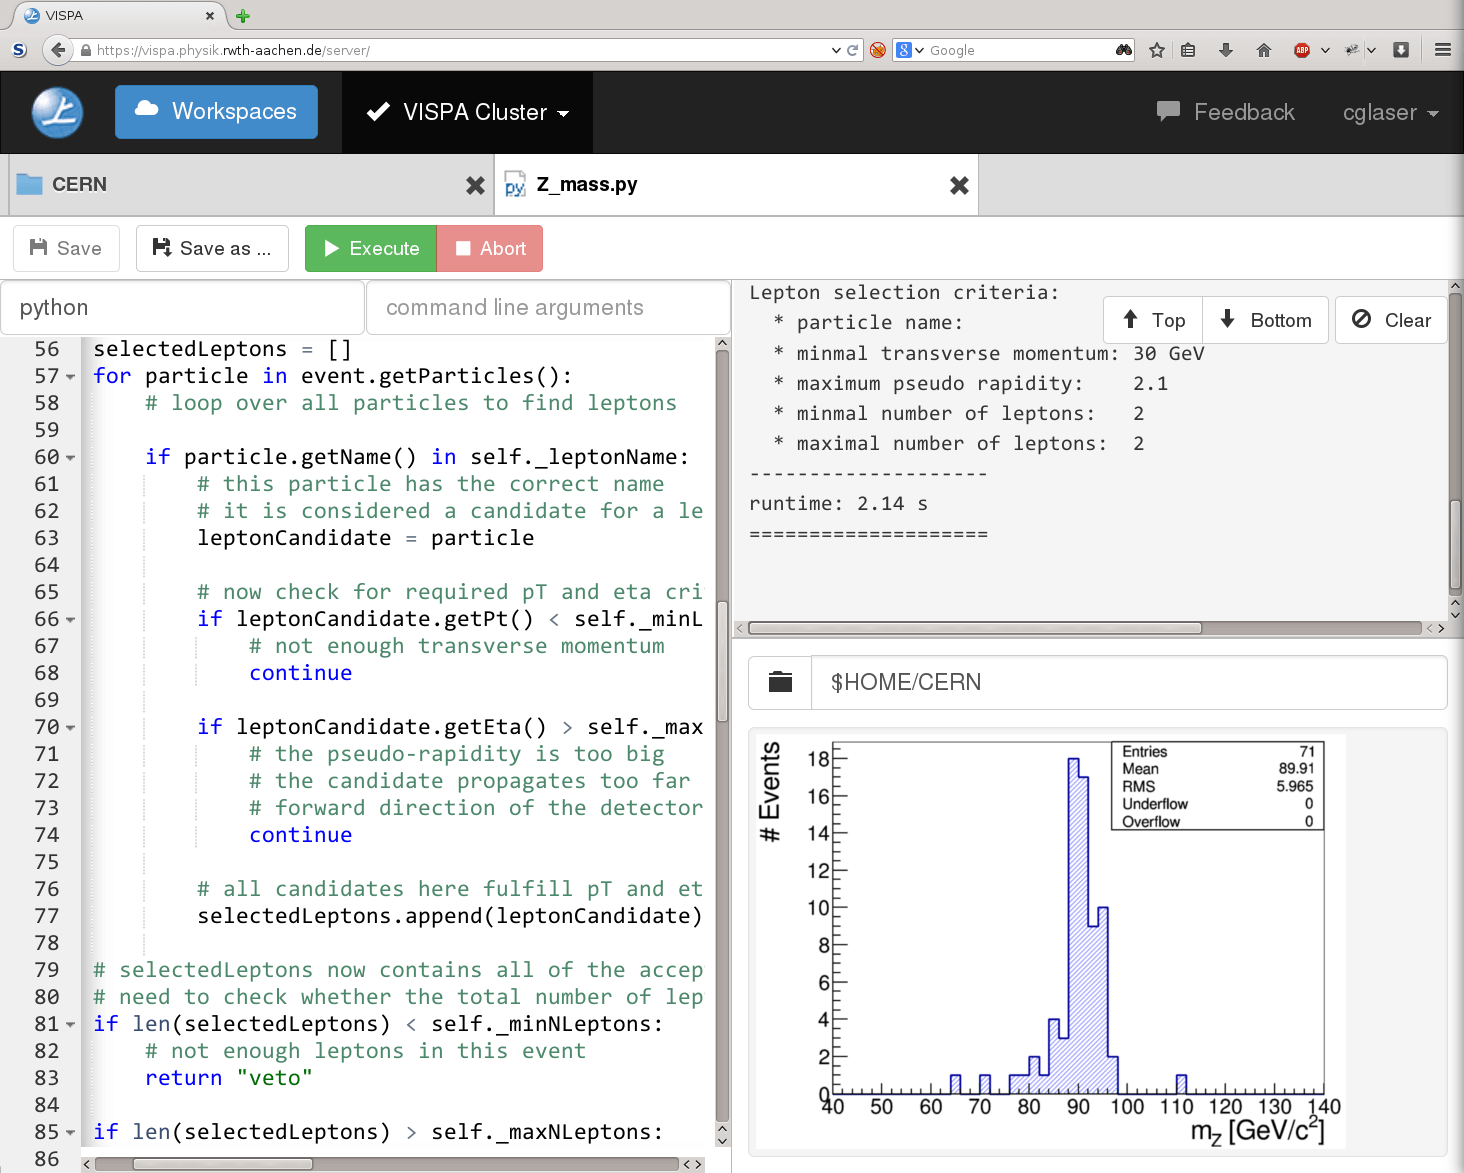 VISPA
https://vispa.physik.rwth-aachen.de/server/
Google
Workspaces
VISPA Cluster
Feedback
cglaser
CERN
Z_mass.py
Save
Save as ...
Execute
Abort
python
command line arguments
56 selectedLeptons = []
57 for particle in event.getParticles():
58 # loop over all particles to find leptons
59
60 if particle.getName() in self._leptonName:
61 # this particle has the correct name
62 # it is considered a candidate for a le
63 leptonCandidate = particle
64
65 # now check for required pT and eta cri
66 if leptonCandidate.getPt() < self._minL
67 # not enough transverse momentum
68 continue
69
70 if leptonCandidate.getEta() > self._max
71 # the pseudo-rapidity is too big
72 # the candidate propagates too far
73 # forward direction of the detector
74 continue
75
76 # all candidates here fulfill pT and et
77 selectedLeptons.append(leptonCandidate)
78
79 # selectedLeptons now contains all of the accep
80 # need to check whether the total number of lep
81 if len(selectedLeptons) < self._minNLeptons:
82 # not enough leptons in this event
83 return "veto"
84
85 if len(selectedLeptons) > self._maxNLeptons:
86
Lepton selection criteria:
* particle name:
* minmal transverse momentum: 30 GeV
* maximum pseudo rapidity: 2.1
* minmal number of leptons: 2
* maximal number of leptons: 2
--------------------
runtime: 2.14 s
====================
Top
Bottom
Clear
$HOME/CERN
# Events
18
16
14
12
10
8
6
4
2
0
Entries 71
Mean 89.91
RMS 5.965
Underflow 0
Overflow 0
40 50 60 70 80 90 100 110 120 130 140
m_Z [GeV/c²]